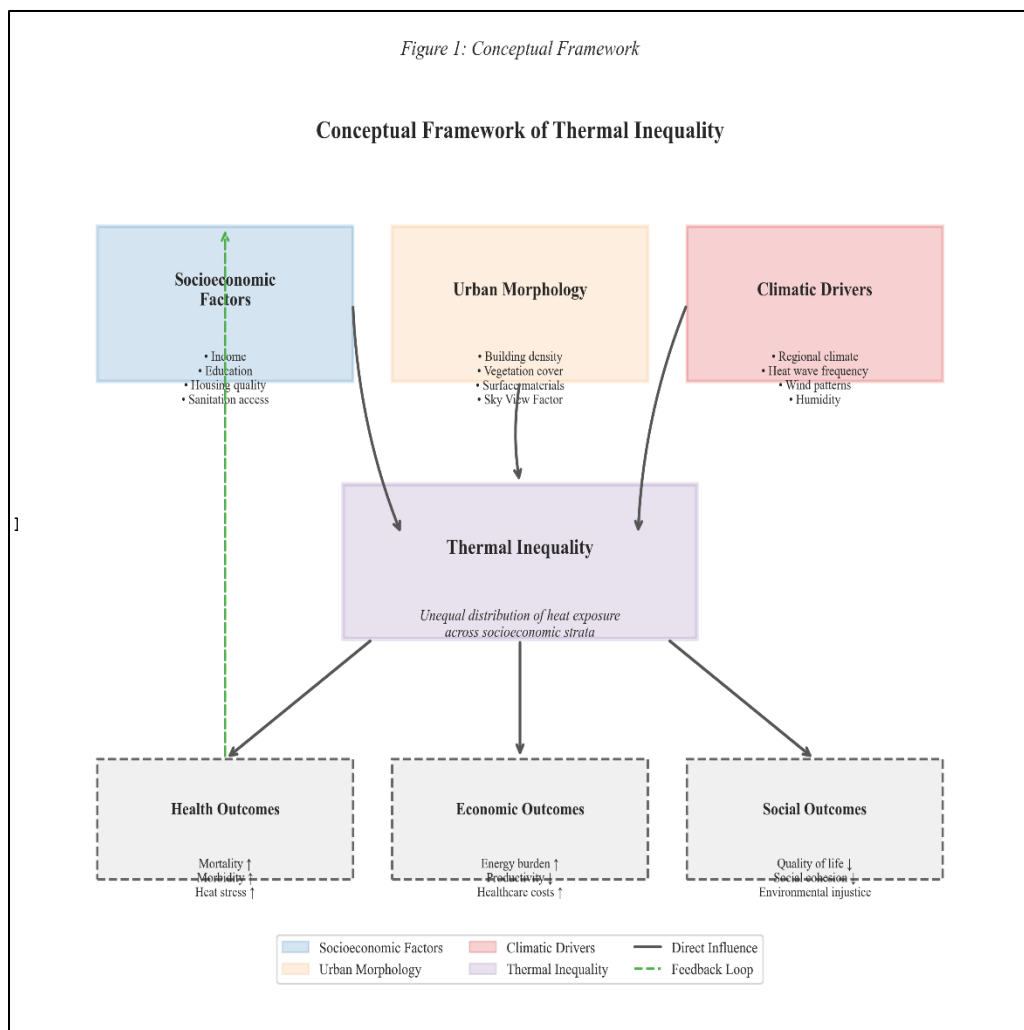 Figure 1: Conceptual Framework
Conceptual Framework of Thermal Inequality
Socioeconomic
Factors
• Income
• Education
• Housing quality
• Sanitation access
Urban Morphology
• Building density
• Vegetation cover
• Surface materials
• Sky View Factor
Climatic Drivers
• Regional climate
• Heat wave frequency
• Wind patterns
• Humidity
Thermal Inequality
Unequal distribution of heat exposure
across socioeconomic strata
Health Outcomes
Mortality ↑
Morbidity ↑
Heat stress ↑
Economic Outcomes
Energy burden ↑
Productivity ↓
Healthcare costs ↑
Social Outcomes
Quality of life ↓
Social cohesion ↓
Environmental injustice
Socioeconomic Factors
Urban Morphology
Climatic Drivers
Thermal Inequality
Direct Influence
Feedback Loop